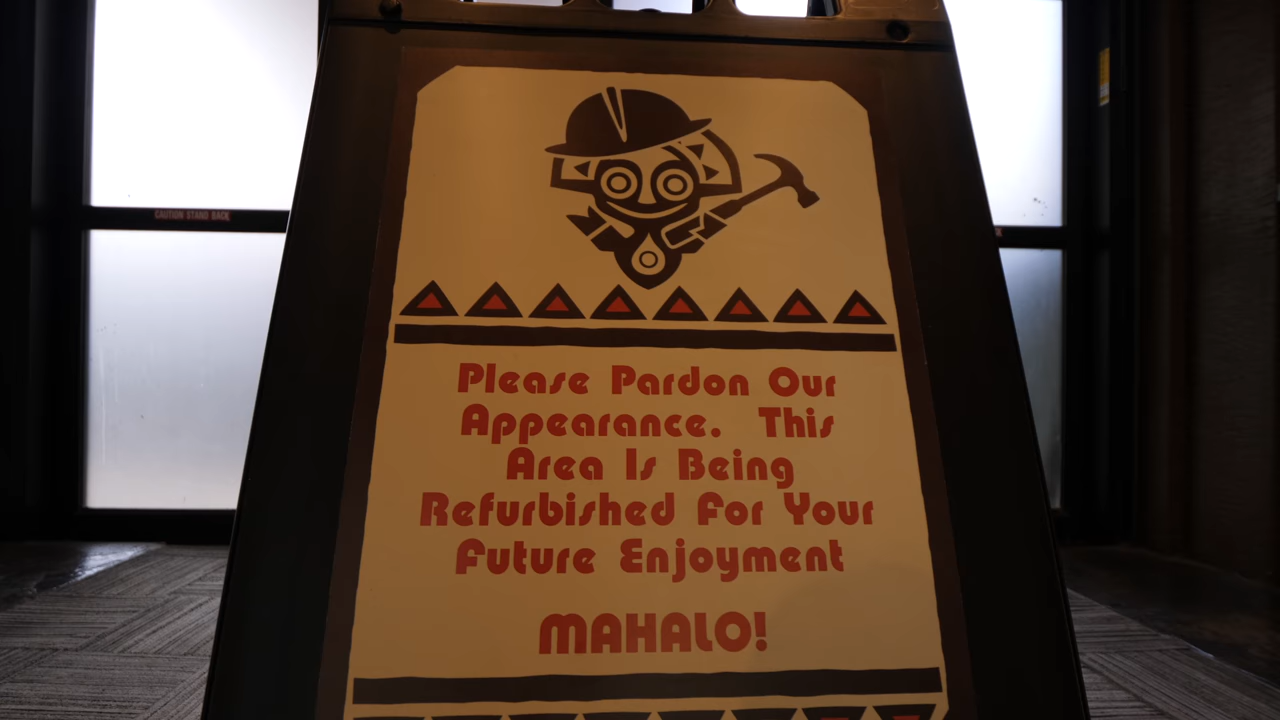 CAUTION STAND BACK
Please Pardon Our
Appearance. This
Area Is Being
Refurbished For Your
Future Enjoyment
MAHALO!